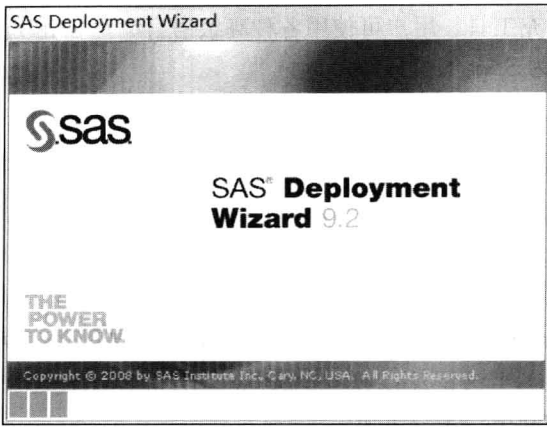 SAS Deployment Wizard
sas
SAS® Deployment
Wizard 9.2
THE
POWER
TO KNOW.
Copyright © 2008 by SAS Institute Inc., Cary, NC, USA. All Rights Reserved.